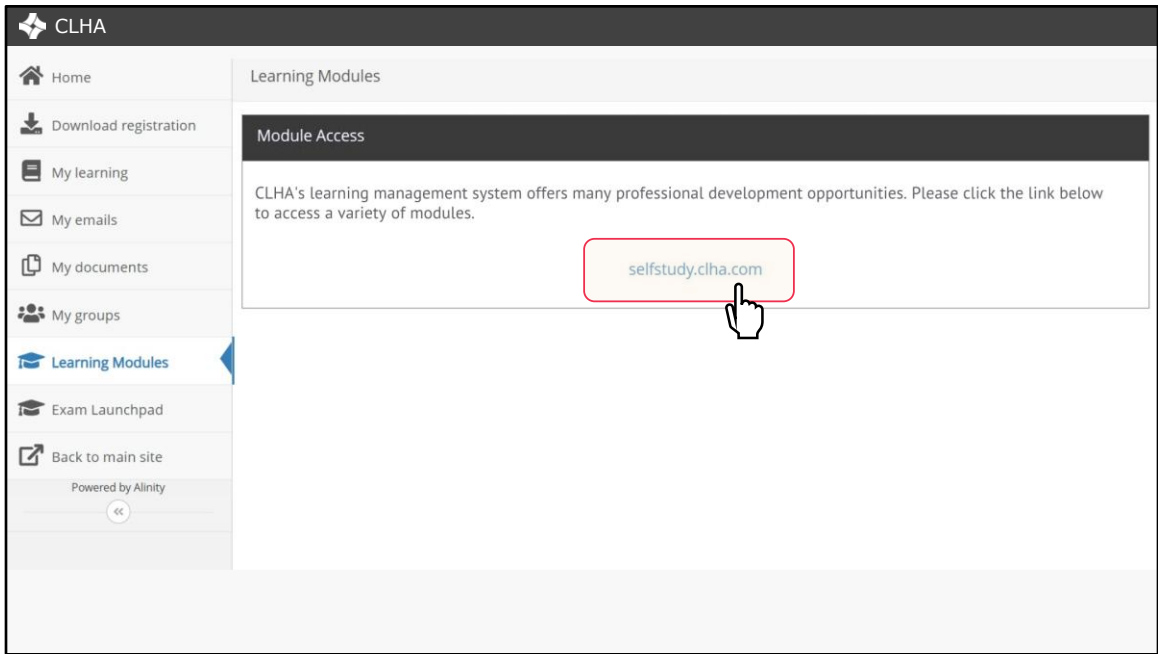 CLHA
Home
Download registration
My learning
My emails
My documents
My groups
Learning Modules
Exam Launchpad
Back to main site
Powered by Alinity
Learning Modules
Module Access
CLHA's learning management system offers many professional development opportunities. Please click the link below
to access a variety of modules.
selfstudy.clha.com